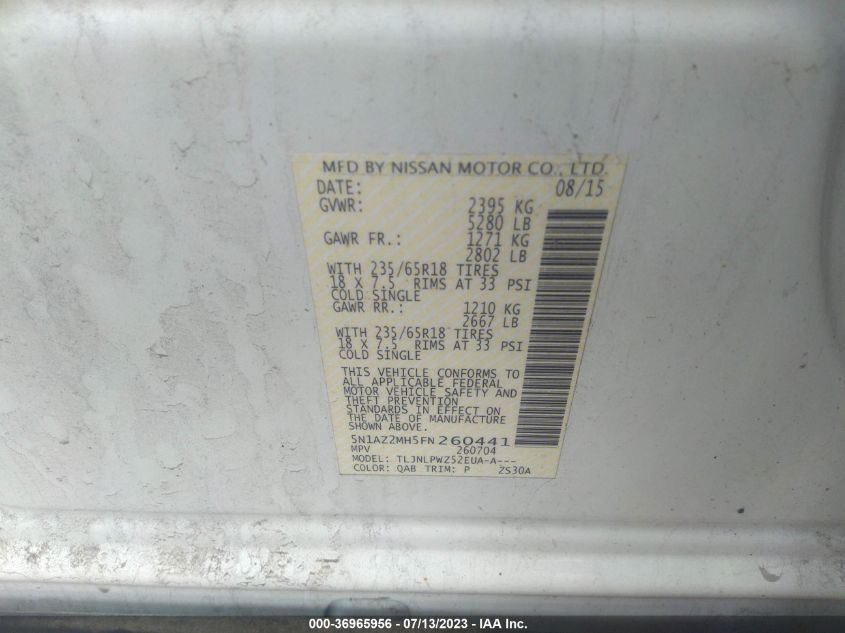 MFD BY NISSAN MOTOR CO., LTD.
DATE: 08/15
GVWR: 2395 KG
5280 LB
GAWR FR.: 1271 KG
2802 LB
WITH 235/65R18 TIRES
18 X 7.5 RIMS AT 33 PSI
COLD SINGLE
GAWR RR.: 1210 KG
2667 LB
WITH 235/65R18 TIRES
18 X 7.5 RIMS AT 33 PSI
COLD SINGLE
THIS VEHICLE CONFORMS TO
ALL APPLICABLE FEDERAL
MOTOR VEHICLE SAFETY AND
THEFT PREVENTION
STANDARDS IN EFFECT ON
THE DATE OF MANUFACTURE
SHOWN ABOVE.
5N1AZ2MH5FN260441
MPV 260704
MODEL: TLJNLPWZ52EUA-A---
COLOR: QAB TRIM: P ZS30A
000-36965956 - 07/13/2023 - IAA Inc.